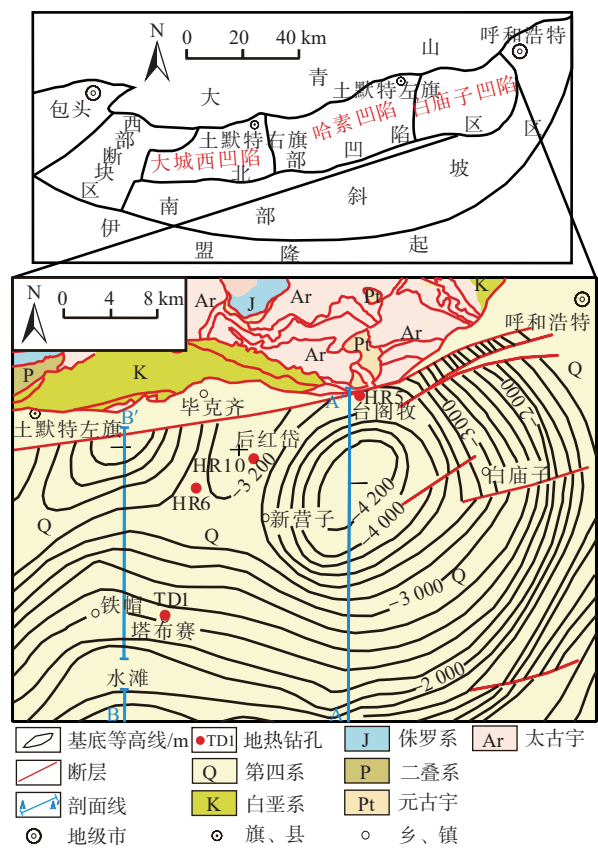 N
0 20 40 km
呼和浩特
山
青
大
包头
土默特左旗
白庙子凹陷
哈素凹陷
西部断块区
土默特右旗
大城西凹陷
北
部
凹
陷
区
区
南
部
斜
坡
伊
盟
隆
起
N
0 4 8 km
Ar
J
Ar
Pt
K
呼和浩特
Ar
Pt
Ar
P
K
Q
毕克齐
A′
HR5
台阁牧
-2 000
-3000
土默特左旗
B′
后红岱
HR10
-3 200
HR6
白庙子
-4 200
-4 000
新营子
Q
Q
-3 000
Q
铁帽
TD1
塔布赛
水滩
-2 000
B
A
基底等高线/m
TD1 地热钻孔
J 侏罗系
Ar 太古宇
断层
Q 第四系
P 二叠系
A A′ 剖面线
K 白垩系
Pt 元古宇
地级市
旗、县
乡、镇